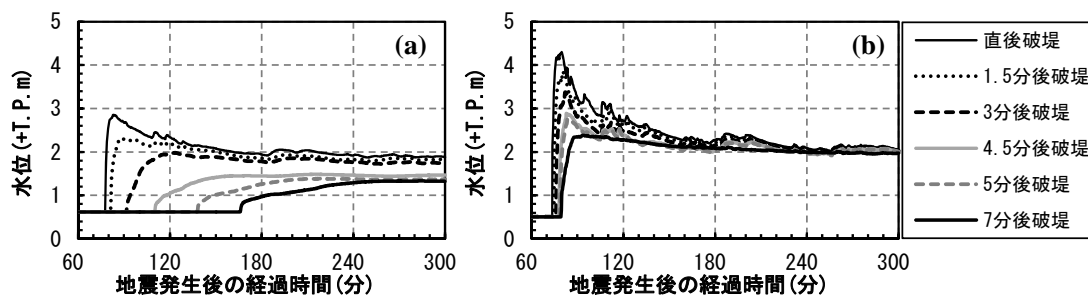 水位(+T.P.m)
5
4
3
2
1
0
(a)
60
120
180
240
300
地震発生後の経過時間(分)
水位(+T.P.m)
5
4
3
2
1
0
(b)
60
120
180
240
300
地震発生後の経過時間(分)
直後破堤
1.5分後破堤
3分後破堤
4.5分後破堤
5分後破堤
7分後破堤